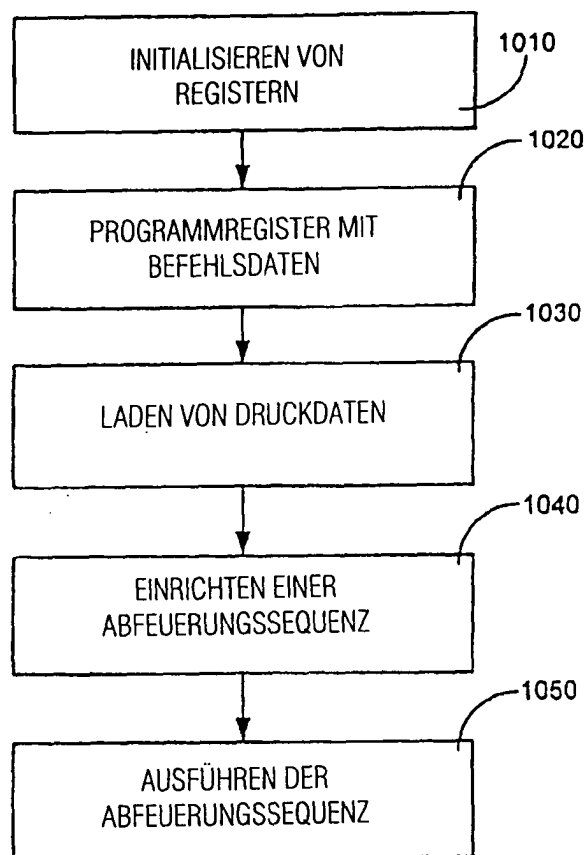 INITIALISIEREN VON
REGISTERN
1010
PROGRAMMREGISTER MIT
BEFEHLSDATEN
1020
LADEN VON DRUCKDATEN
1030
EINRICHTEN EINER
ABFEUERUNGSSEQUENZ
1040
AUSFÜHREN DER
ABFEUERUNGSSEQUENZ
1050